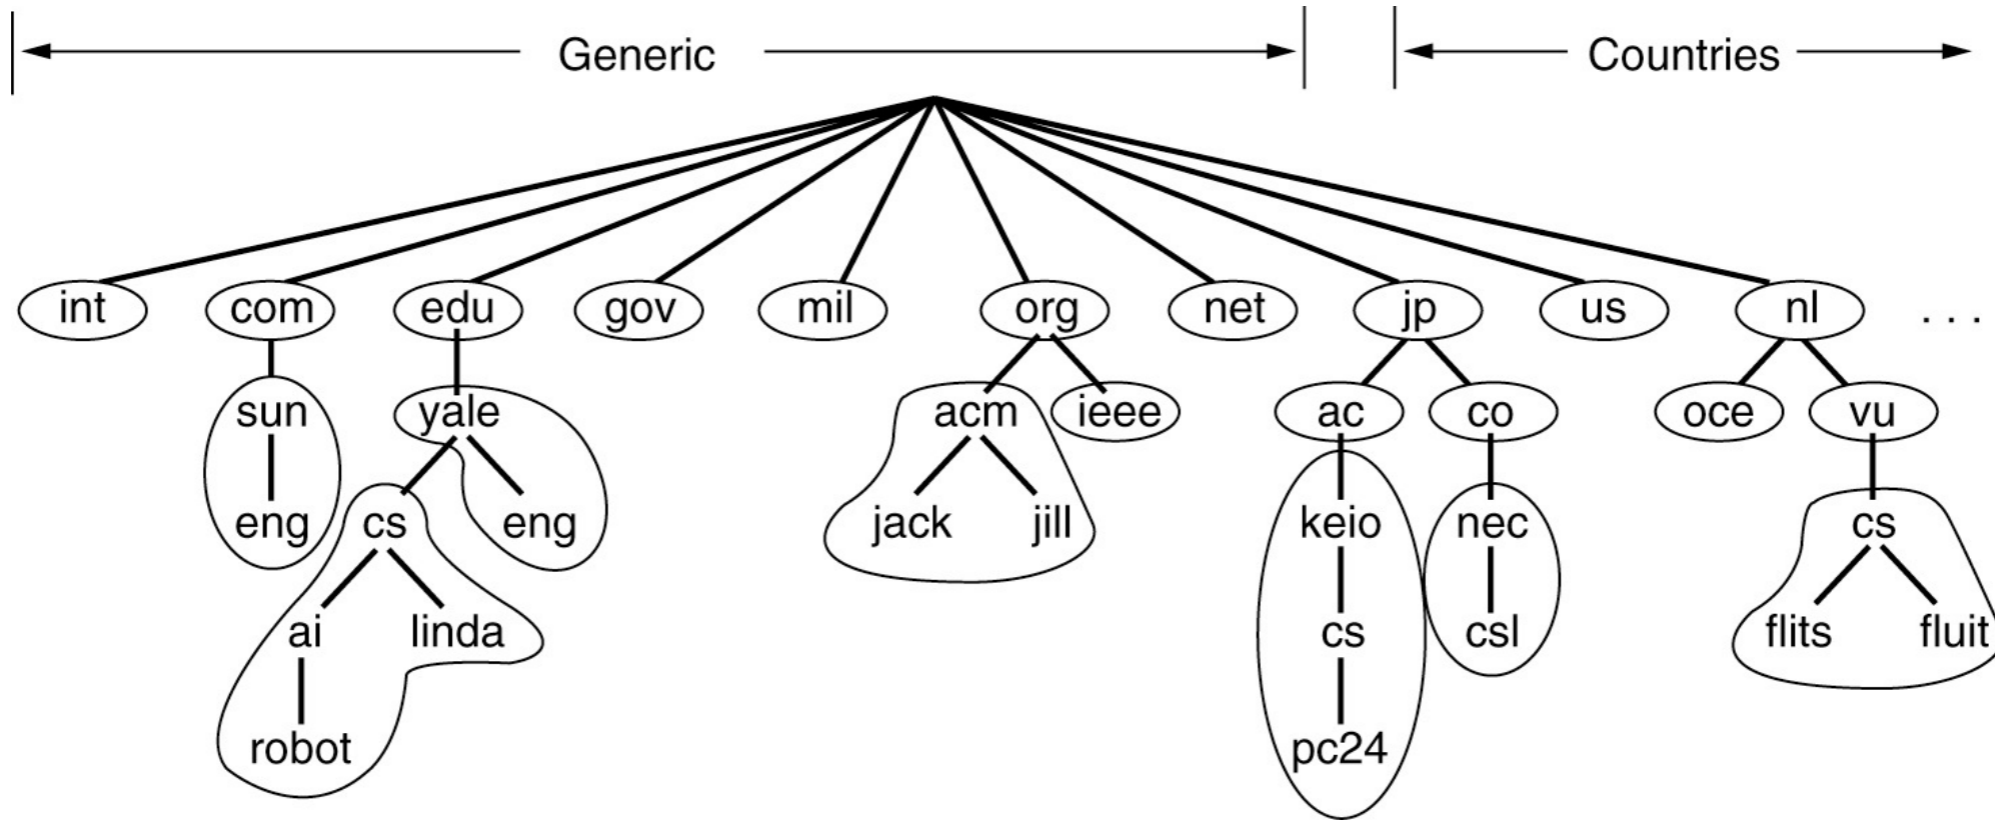 Generic Countries
int com edu gov mil org net jp us nl . . .
sun yale acm ieee ac co oce vu
eng cs eng jack jill keio nec cs
ai linda cs csl flits fluit
robot pc24